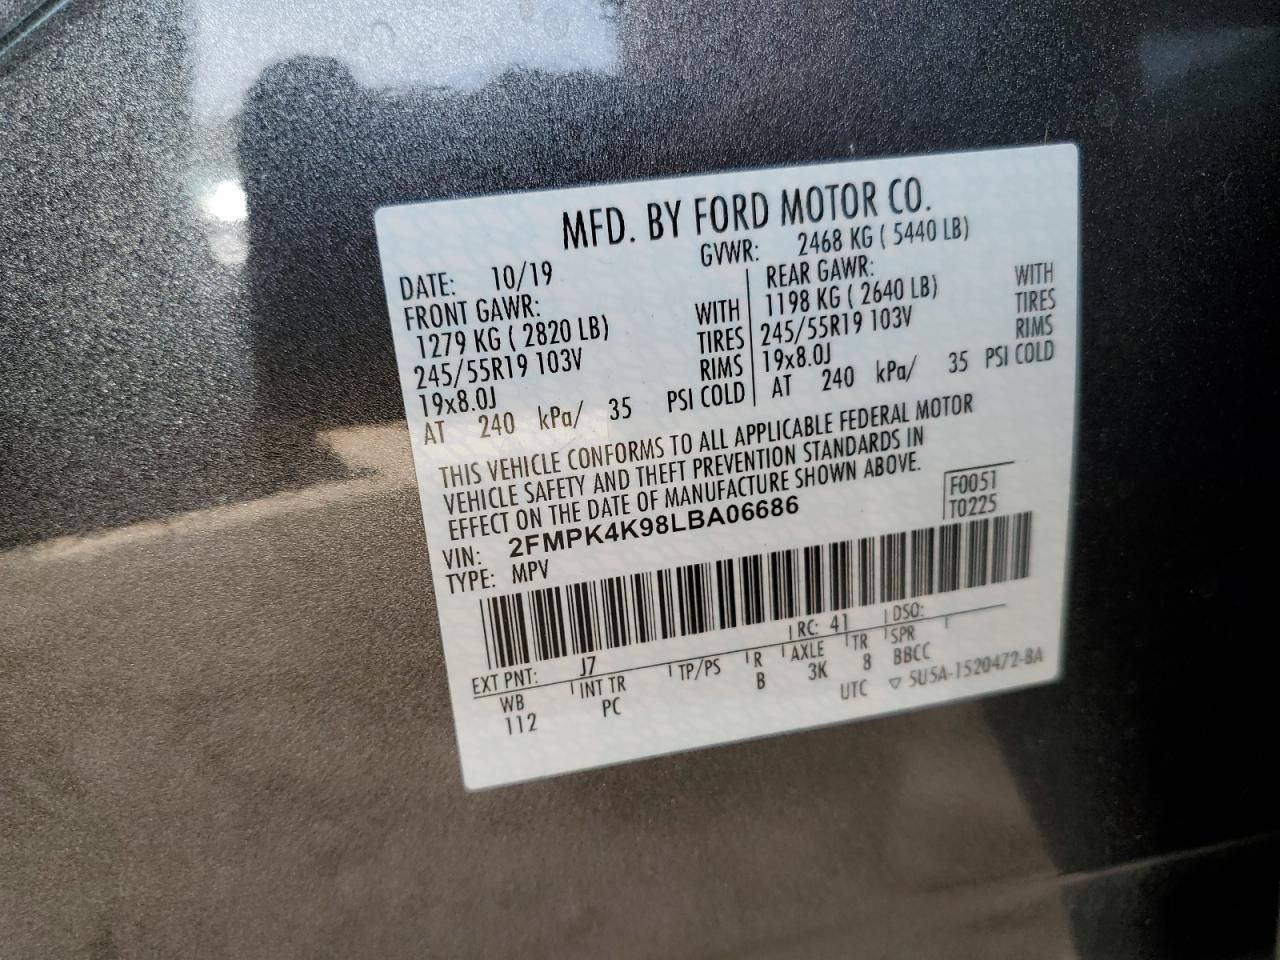 MFD. BY FORD MOTOR CO.
DATE: 10/19 GVWR: 2468 KG ( 5440 LB)
FRONT GAWR: REAR GAWR:
1279 KG ( 2820 LB) WITH 1198 KG ( 2640 LB) WITH
245/55R19 103V TIRES 245/55R19 103V TIRES
19x8.0J RIMS 19x8.0J RIMS
AT 240 kPa/ 35 PSI COLD AT 240 kPa/ 35 PSI COLD
THIS VEHICLE CONFORMS TO ALL APPLICABLE FEDERAL MOTOR
VEHICLE SAFETY AND THEFT PREVENTION STANDARDS IN
EFFECT ON THE DATE OF MANUFACTURE SHOWN ABOVE.
F0051
T0225
VIN: 2FMPK4K98LBA06686
TYPE: MPV
EXT PNT: J7 RC: 41 DSO:
WB INT TR TP/PS R AXLE TR SPR
112 PC B 3K 8 BBCC
UTC ▽ 5U5A-1520472-BA